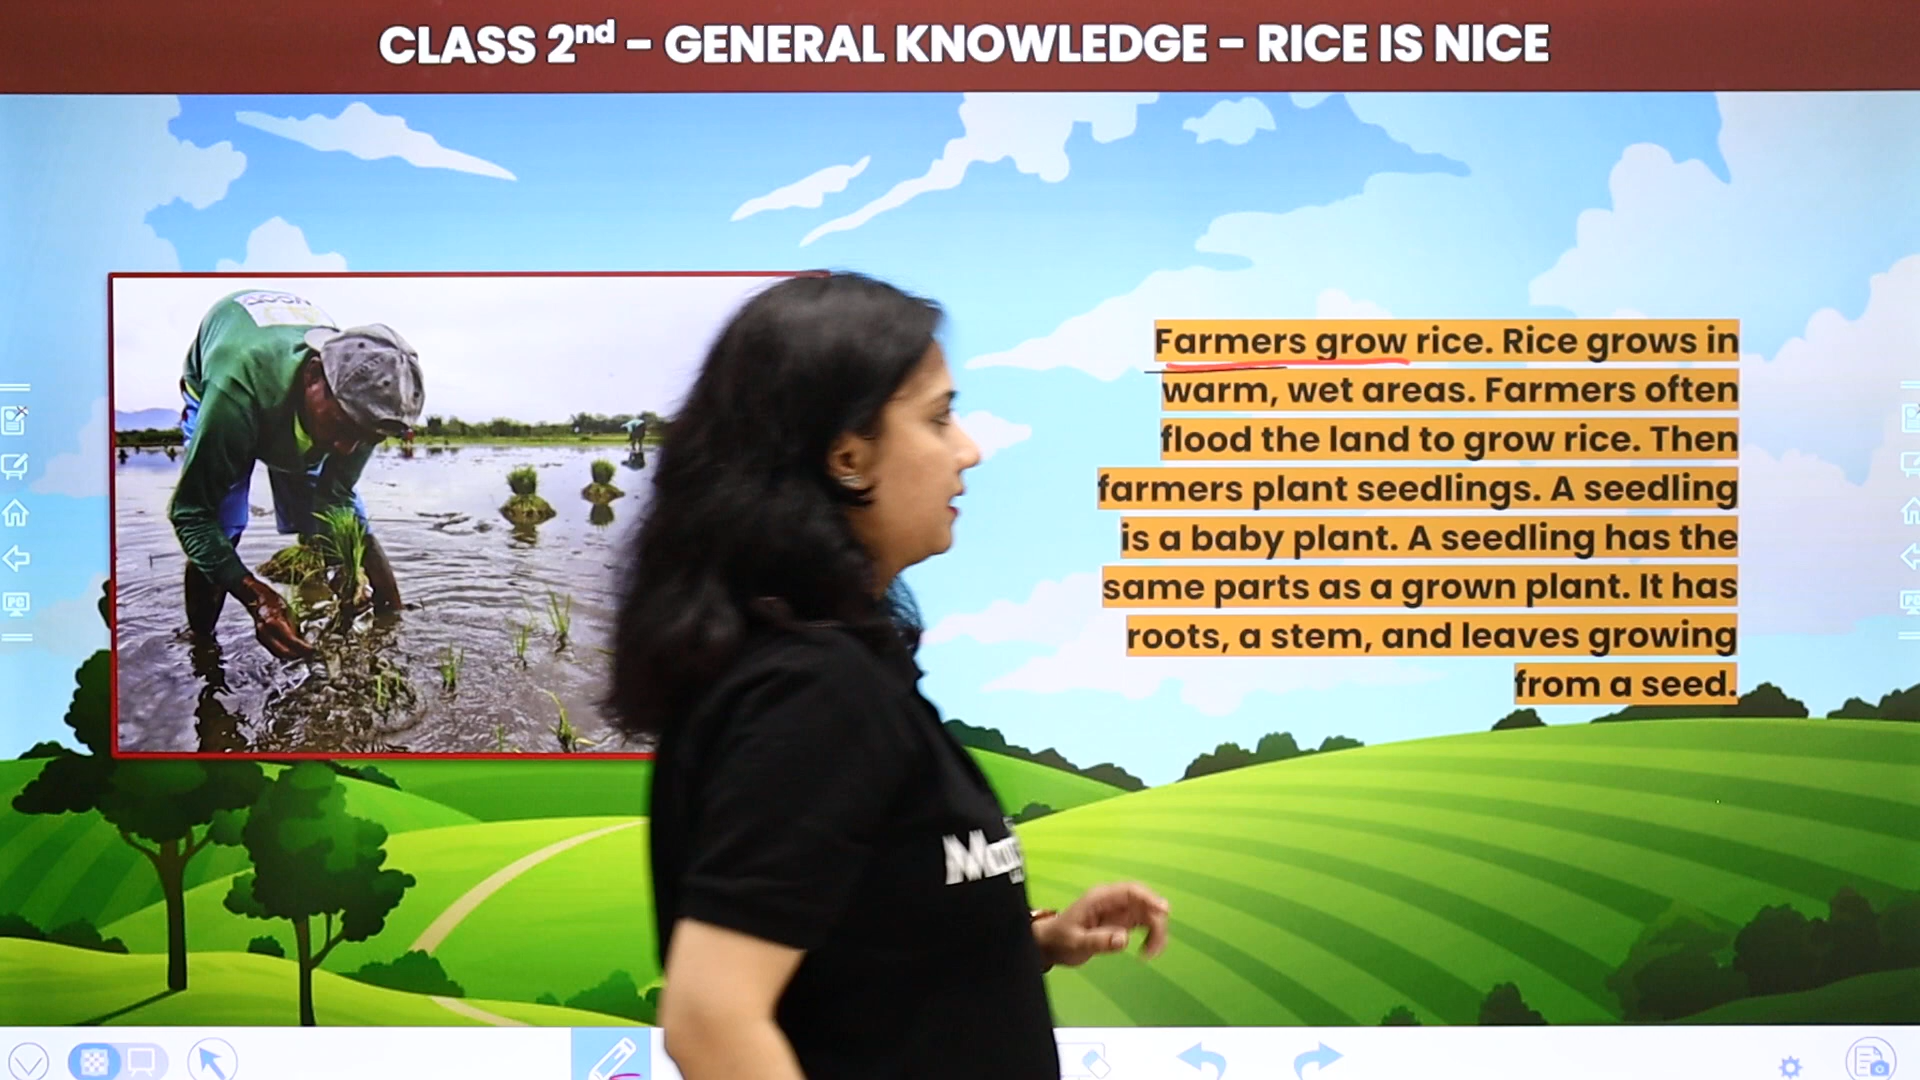 CLASS 2nd - GENERAL KNOWLEDGE - RICE IS NICE
Farmers grow rice. Rice grows in
warm, wet areas. Farmers often
flood the land to grow rice. Then
farmers plant seedlings. A seedling
is a baby plant. A seedling has the
same parts as a grown plant. It has
roots, a stem, and leaves growing
from a seed.